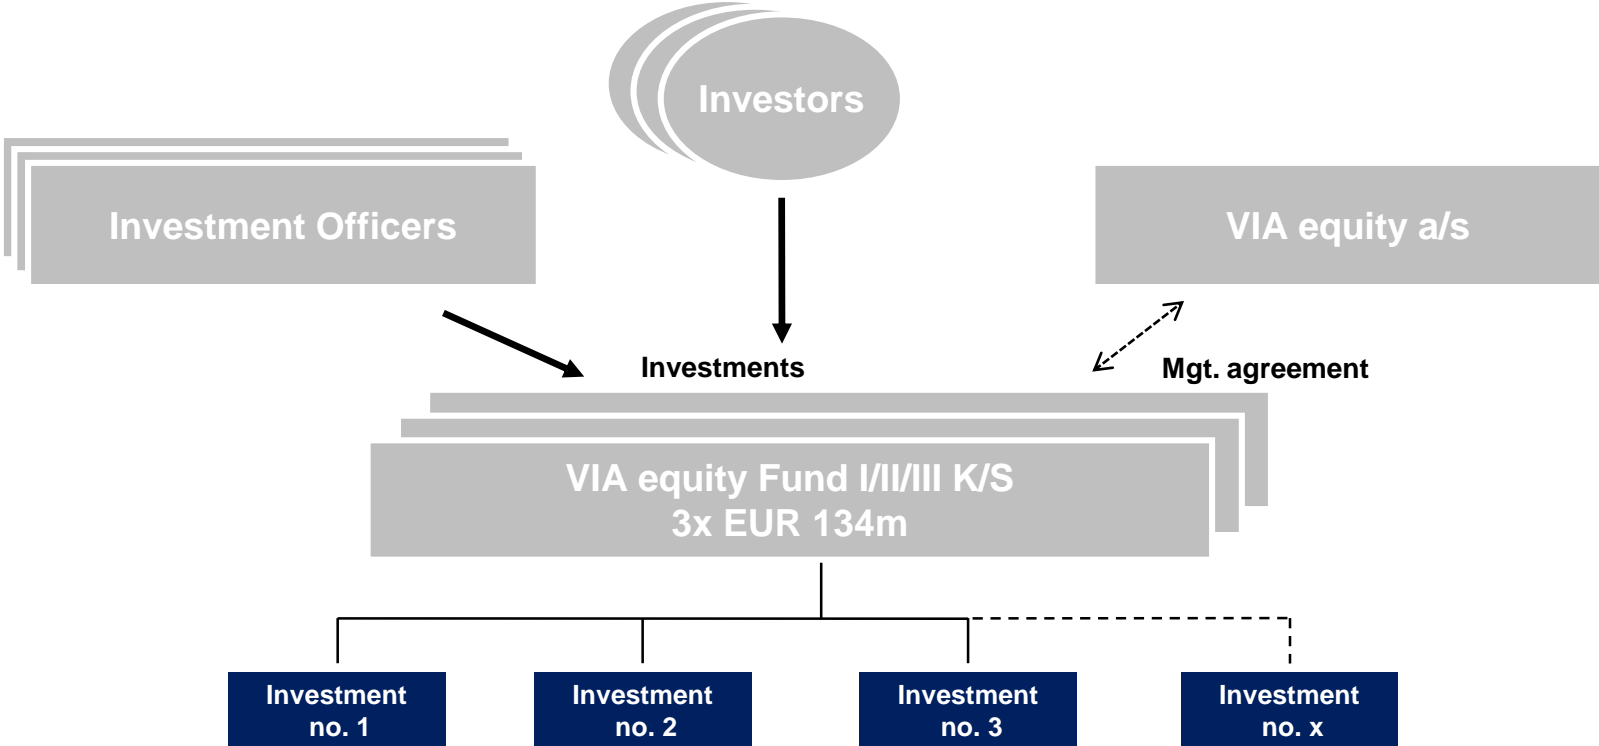 Investors
Investment Officers
VIA equity a/s
Investments
Mgt. agreement
VIA equity Fund I/II/III K/S
3x EUR 134m
Investment
no. 1
Investment
no. 2
Investment
no. 3
Investment
no. x